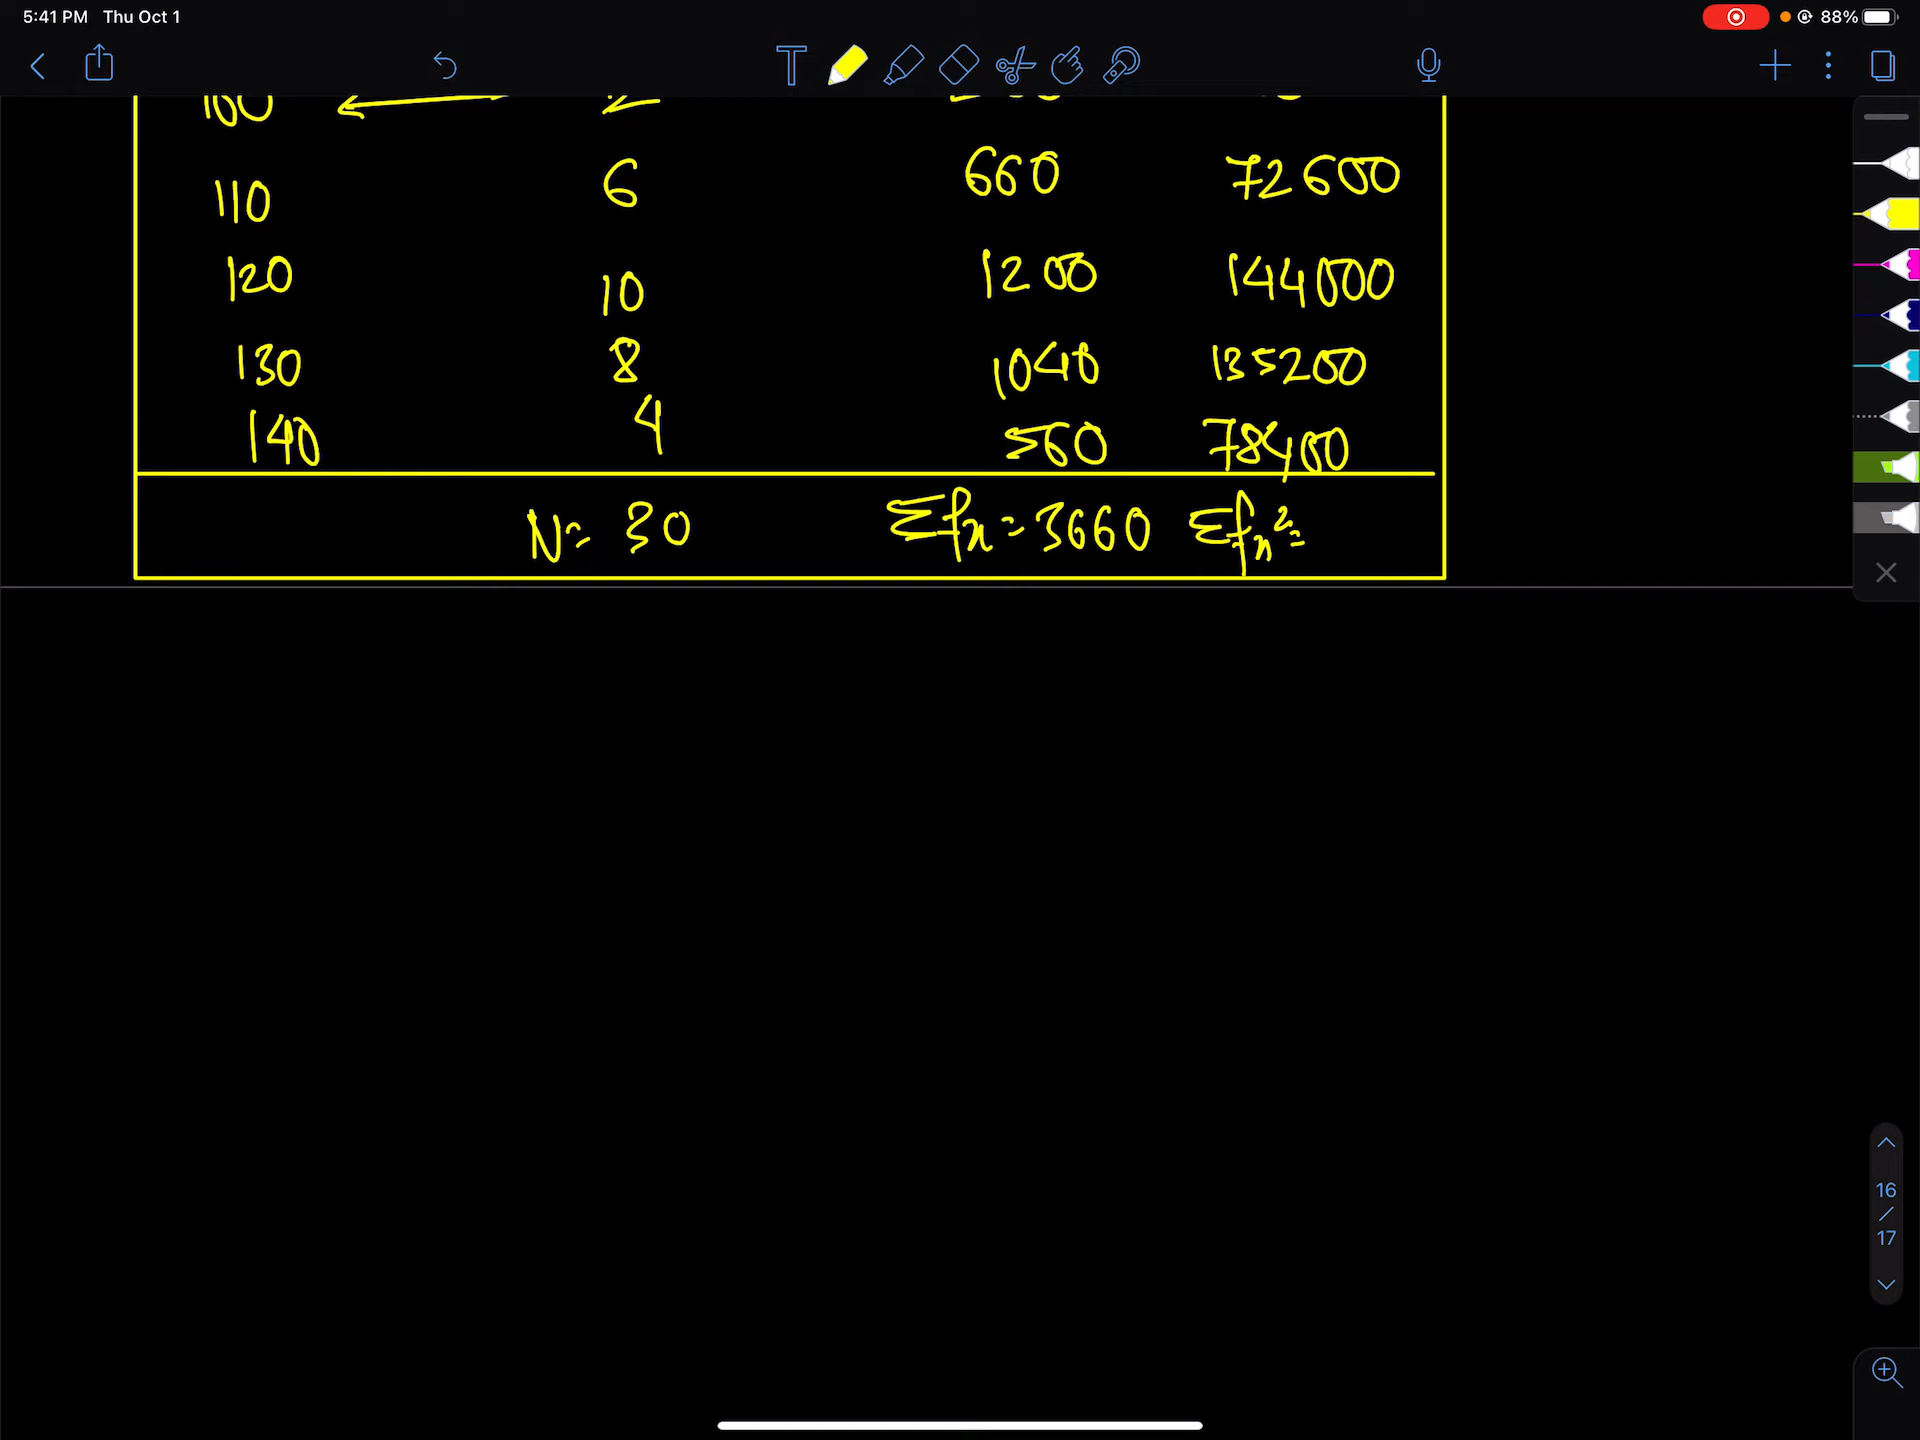 5:41 PM Thu Oct 1 88%
T
100 2
110 6 660 72600
120 10 1200 144000
130 8 1040 135200
140 4 560 78400
N = 30 Σfx = 3660 Σfx² =
16
/
17